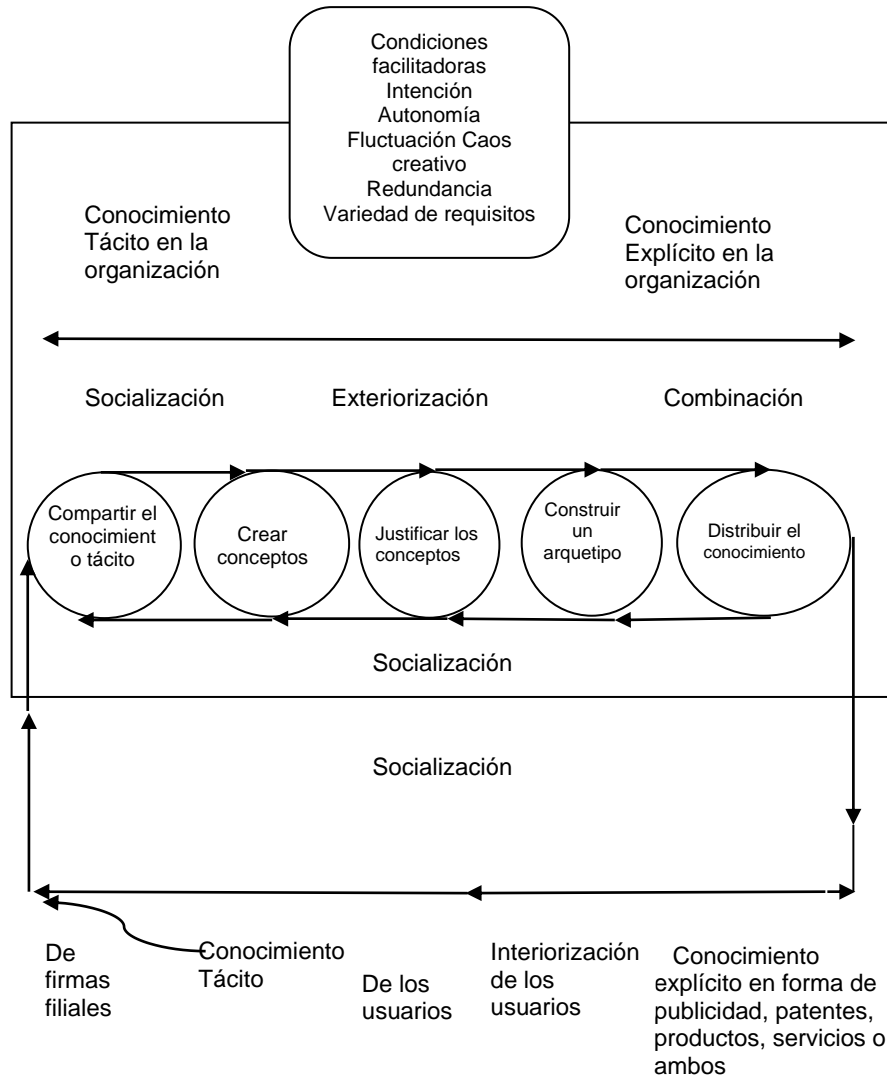 Condiciones
facilitadoras
Intención
Autonomía
Fluctuación Caos
creativo
Redundancia
Variedad de requisitos
Conocimiento
Tácito en la
organización
Conocimiento
Explícito en la
organización
Socialización
Exteriorización
Combinación
Compartir el
conocimient
o tácito
Crear
conceptos
Justificar los
conceptos
Construir
un
arquetipo
Distribuir el
conocimiento
Socialización
Socialización
De
firmas
filiales
Conocimiento
Tácito
De los
usuarios
Interiorización
de los
usuarios
Conocimiento
explícito en forma de
publicidad, patentes,
productos, servicios o
ambos